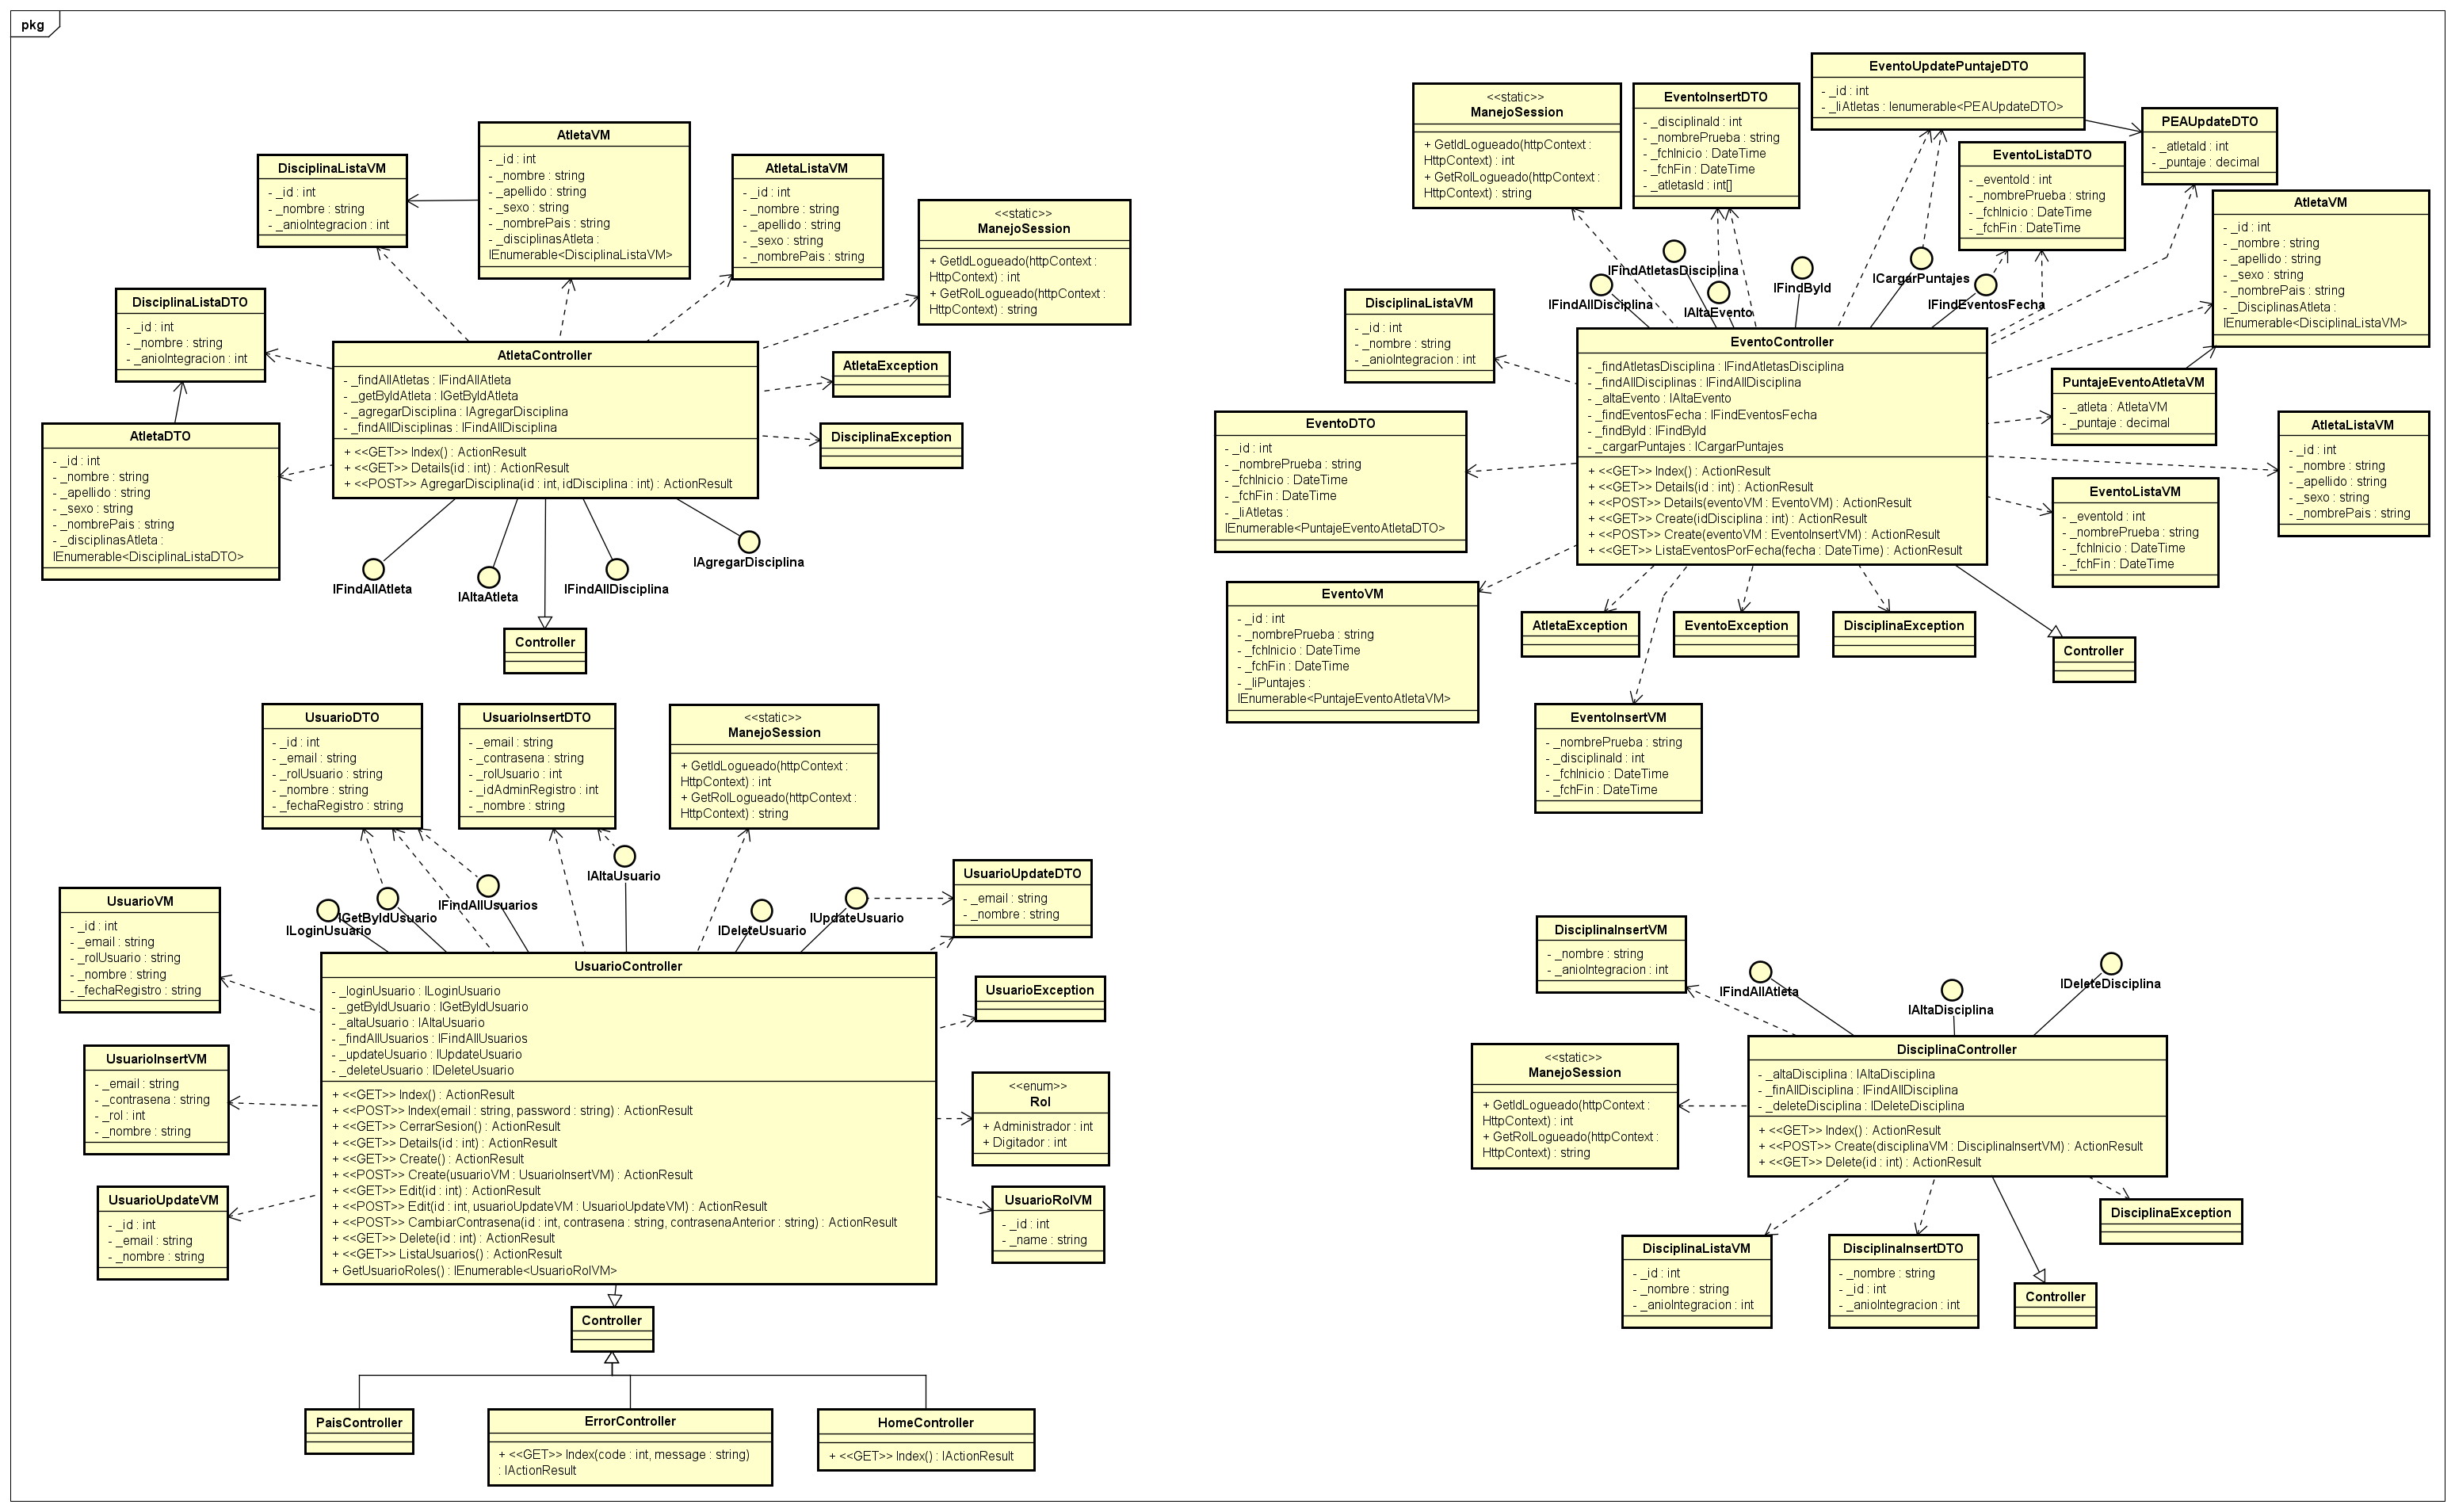 pkg
DisciplinaListaVM
- _id : int
- _nombre : string
- _anioIntegracion : int
AtletaVM
- _id : int
- _nombre : string
- _apellido : string
- _sexo : string
- _nombrePais : string
- _disciplinasAtleta :
IEnumerable<DisciplinaListaVM>
AtletaListaVM
- _id : int
- _nombre : string
- _apellido : string
- _sexo : string
- _nombrePais : string
<<static>>
ManejoSession
+ GetIdLogueado(httpContext :
HttpContext) : int
+ GetRolLogueado(httpContext :
HttpContext) : string
DisciplinaListaDTO
- _id : int
- _nombre : string
- _anioIntegracion : int
AtletaDTO
- _id : int
- _nombre : string
- _apellido : string
- _sexo : string
- _nombrePais : string
- _disciplinasAtleta :
IEnumerable<DisciplinaListaDTO>
AtletaController
- _findAllAtletas : IFindAllAtleta
- _getByIdAtleta : IGetByIdAtleta
- _agregarDisciplina : IAgregarDisciplina
- _findAllDisciplinas : IFindAllDisciplina
+ <<GET>> Index() : ActionResult
+ <<GET>> Details(id : int) : ActionResult
+ <<POST>> AgregarDisciplina(id : int, idDisciplina : int) : ActionResult
AtletaException
DisciplinaException
IFindAllAtleta
IAltaAtleta
IFindAllDisciplina
IAgregarDisciplina
Controller
<<static>>
ManejoSession
+ GetIdLogueado(httpContext :
HttpContext) : int
+ GetRolLogueado(httpContext :
HttpContext) : string
EventoInsertDTO
- _disciplinaId : int
- _nombrePrueba : string
- _fchInicio : DateTime
- _fchFin : DateTime
- _atletasId : int[]
EventoUpdatePuntajeDTO
- _id : int
- _liAtletas : Ienumerable<PEAUpdateDTO>
PEAUpdateDTO
- _atletaId : int
- _puntaje : decimal
EventoListaDTO
- _eventoId : int
- _nombrePrueba : string
- _fchInicio : DateTime
- _fchFin : DateTime
AtletaVM
- _id : int
- _nombre : string
- _apellido : string
- _sexo : string
- _nombrePais : string
- _DisciplinasAtleta :
IEnumerable<DisciplinaListaVM>
IFindAtletasDisciplina
IFindAllDisciplina
IAltaEvento
IFindById
ICargarPuntajes
IFindEventosFecha
DisciplinaListaVM
- _id : int
- _nombre : string
- _anioIntegracion : int
EventoController
- _findAtletasDisciplina : IFindAtletasDisciplina
- _findAllDisciplinas : IFindAllDisciplina
- _altaEvento : IAltaEvento
- _findEventosFecha : IFindEventosFecha
- _findById : IFindById
- _cargarPuntajes : ICargarPuntajes
+ <<GET>> Index() : ActionResult
+ <<GET>> Details(id : int) : ActionResult
+ <<POST>> Details(eventoVM : EventoVM) : ActionResult
+ <<GET>> Create(idDisciplina : int) : ActionResult
+ <<POST>> Create(eventoVM : EventoInsertVM) : ActionResult
+ <<GET>> ListaEventosPorFecha(fecha : DateTime) : ActionResult
PuntajeEventoAtletaVM
- _atleta : AtletaVM
- _puntaje : decimal
AtletaListaVM
- _id : int
- _nombre : string
- _apellido : string
- _sexo : string
- _nombrePais : string
EventoListaVM
- _eventoId : int
- _nombrePrueba : string
- _fchInicio : DateTime
- _fchFin : DateTime
EventoDTO
- _id : int
- _nombrePrueba : string
- _fchInicio : DateTime
- _fchFin : DateTime
- _liAtletas :
IEnumerable<PuntajeEventoAtletaDTO>
EventoVM
- _id : int
- _nombrePrueba : string
- _fchInicio : DateTime
- _fchFin : DateTime
- _liPuntajes :
IEnumerable<PuntajeEventoAtletaVM>
AtletaException
EventoException
DisciplinaException
Controller
EventoInsertVM
- _nombrePrueba : string
- _disciplinaId : int
- _fchInicio : DateTime
- _fchFin : DateTime
UsuarioDTO
- _id : int
- _email : string
- _rolUsuario : string
- _nombre : string
- _fechaRegistro : string
UsuarioInsertDTO
- _email : string
- _contrasena : string
- _rolUsuario : int
- _idAdminRegistro : int
- _nombre : string
<<static>>
ManejoSession
+ GetIdLogueado(httpContext :
HttpContext) : int
+ GetRolLogueado(httpContext :
HttpContext) : string
UsuarioVM
- _id : int
- _email : string
- _rolUsuario : string
- _nombre : string
- _fechaRegistro : string
ILoginUsuario
IGetByIdUsuario
IFindAllUsuarios
IAltaUsuario
IDeleteUsuario
IUpdateUsuario
UsuarioUpdateDTO
- _email : string
- _nombre : string
UsuarioController
- _loginUsuario : ILoginUsuario
- _getByIdUsuario : IGetByIdUsuario
- _altaUsuario : IAltaUsuario
- _findAllUsuarios : IFindAllUsuarios
- _updateUsuario : IUpdateUsuario
- _deleteUsuario : IDeleteUsuario
+ <<GET>> Index() : ActionResult
+ <<POST>> Index(email : string, password : string) : ActionResult
+ <<GET>> CerrarSesion() : ActionResult
+ <<GET>> Details(id : int) : ActionResult
+ <<GET>> Create() : ActionResult
+ <<POST>> Create(usuarioVM : UsuarioInsertVM) : ActionResult
+ <<GET>> Edit(id : int) : ActionResult
+ <<POST>> Edit(id : int, usuarioUpdateVM : UsuarioUpdateVM) : ActionResult
+ <<POST>> CambiarContrasena(id : int, contrasena : string, contrasenaAnterior : string) : ActionResult
+ <<GET>> Delete(id : int) : ActionResult
+ <<GET>> ListaUsuarios() : ActionResult
+ GetUsuarioRoles() : IEnumerable<UsuarioRolVM>
UsuarioException
<<enum>>
Rol
+ Administrador : int
+ Digitador : int
UsuarioRolVM
- _id : int
- _name : string
UsuarioInsertVM
- _email : string
- _contrasena : string
- _rol : int
- _nombre : string
UsuarioUpdateVM
- _id : int
- _email : string
- _nombre : string
Controller
PaisController
ErrorController
+ <<GET>> Index(code : int, message : string)
: IActionResult
HomeController
+ <<GET>> Index() : IActionResult
DisciplinaInsertVM
- _nombre : string
- _anioIntegracion : int
IFindAllAtleta
IAltaDisciplina
IDeleteDisciplina
<<static>>
ManejoSession
+ GetIdLogueado(httpContext :
HttpContext) : int
+ GetRolLogueado(httpContext :
HttpContext) : string
DisciplinaController
- _altaDisciplina : IAltaDisciplina
- _finAllDisciplina : IFindAllDisciplina
- _deleteDisciplina : IDeleteDisciplina
+ <<GET>> Index() : ActionResult
+ <<POST>> Create(disciplinaVM : DisciplinaInsertVM) : ActionResult
+ <<GET>> Delete(id : int) : ActionResult
DisciplinaException
DisciplinaListaVM
- _id : int
- _nombre : string
- _anioIntegracion : int
DisciplinaInsertDTO
- _nombre : string
- _id : int
- _anioIntegracion : int
Controller